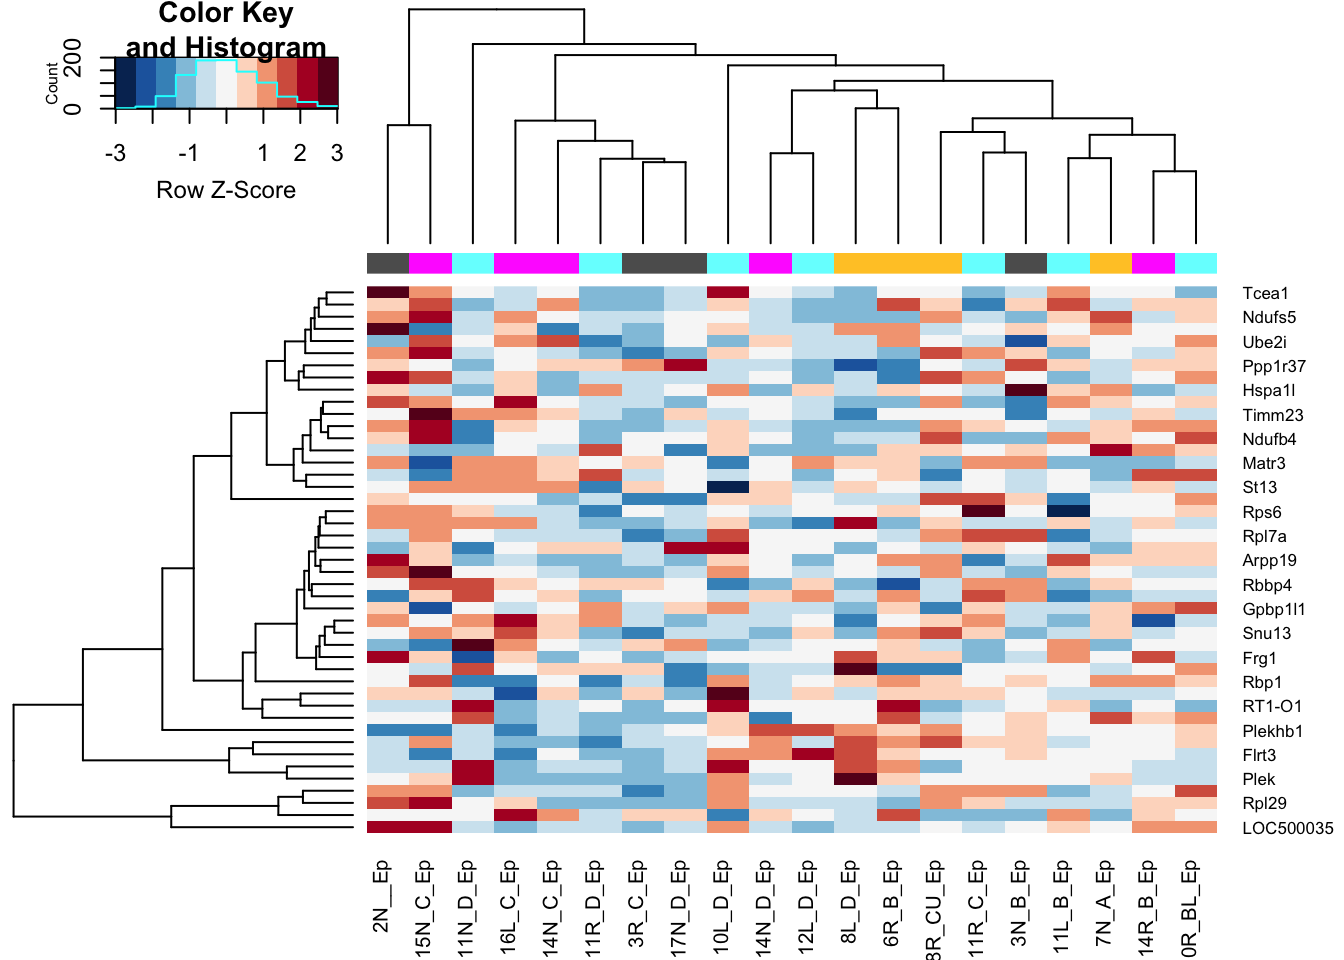 Color Key
and Histogram
Count
0 200
-3 -1 1 2 3
Row Z-Score
Tcea1
Ndufs5
Ube2i
Ppp1r37
Hspa1l
Timm23
Ndufb4
Matr3
St13
Rps6
Rpl7a
Arpp19
Rbbp4
Gpbp1l1
Snu13
Frg1
Rbp1
RT1-O1
Plekhb1
Flrt3
Plek
Rpl29
LOC500035
2N__Ep
15N_C_Ep
11N_D_Ep
16L_C_Ep
14N_C_Ep
11R_D_Ep
3R_C_Ep
17N_D_Ep
10L_D_Ep
14N_D_Ep
12L_D_Ep
8L_D_Ep
6R_B_Ep
8R_CU_Ep
11R_C_Ep
3N_B_Ep
11L_B_Ep
7N_A_Ep
14R_B_Ep
0R_BL_Ep